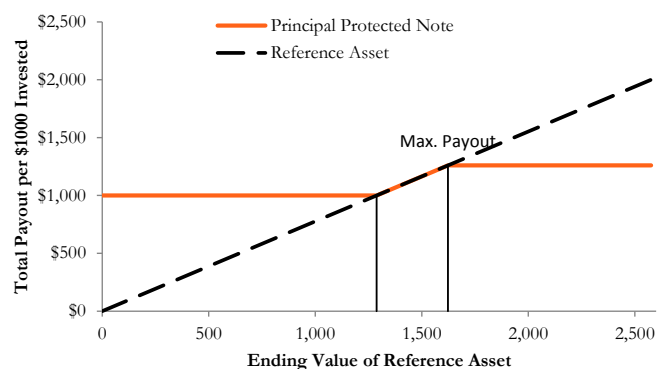 $2,500
Principal Protected Note
Reference Asset
$2,000
$1,500
Max. Payout
$1,000
$500
$0
Total Payout per $1000 Invested
0
500
1,000
1,500
2,000
2,500
Ending Value of Reference Asset